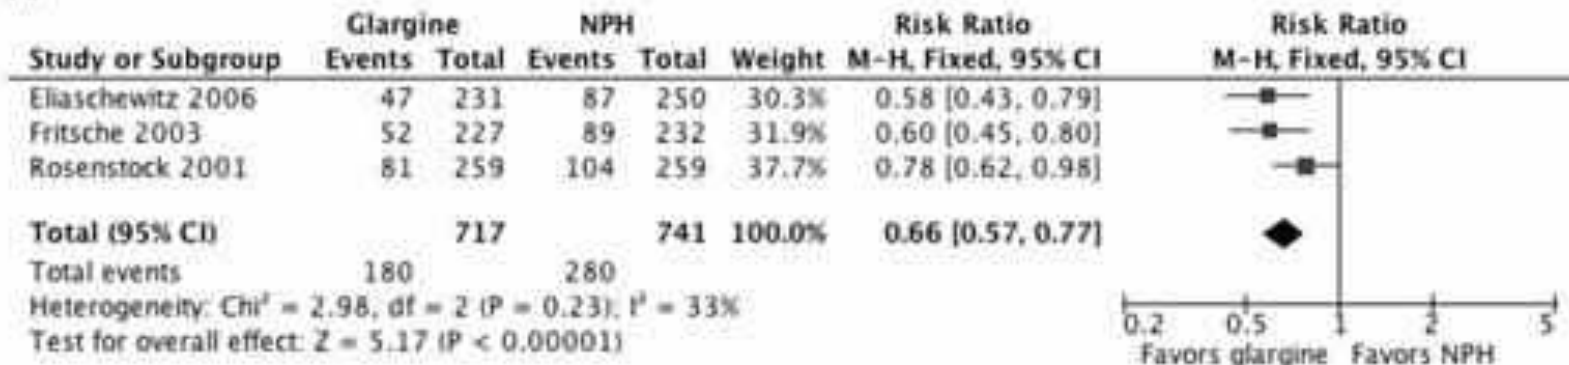 Glargine NPH Risk Ratio Risk Ratio
Study or Subgroup Events Total Events Total Weight M-H, Fixed, 95% CI M-H, Fixed, 95% CI
Eliaschewitz 2006 47 231 87 250 30.3% 0.58 [0.43, 0.79]
Fritsche 2003 52 227 89 232 31.9% 0.60 [0.45, 0.80]
Rosenstock 2001 81 259 104 259 37.7% 0.78 [0.62, 0.98]
Total (95% CI) 717 741 100.0% 0.66 [0.57, 0.77]
Total events 180 280
Heterogeneity: Chi² = 2.98, df = 2 (P = 0.23); I² = 33%
Test for overall effect: Z = 5.17 (P < 0.00001)
0.2 0.5 1 2 5
Favors glargine Favors NPH